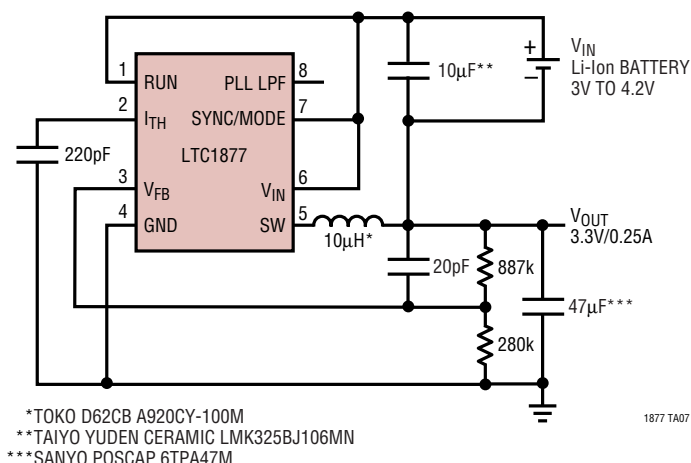 1
RUN
PLL LPF
8
2
ITH
SYNC/MODE
7
LTC1877
3
VFB
VIN
6
4
GND
SW
5
220pF
10μF**
+
–
VIN
Li-Ion BATTERY
3V TO 4.2V
10μH*
20pF
887k
280k
47μF***
VOUT
3.3V/0.25A
1877 TA07
*TOKO D62CB A920CY-100M
**TAIYO YUDEN CERAMIC LMK325BJ106MN
***SANYO POSCAP 6TPA47M